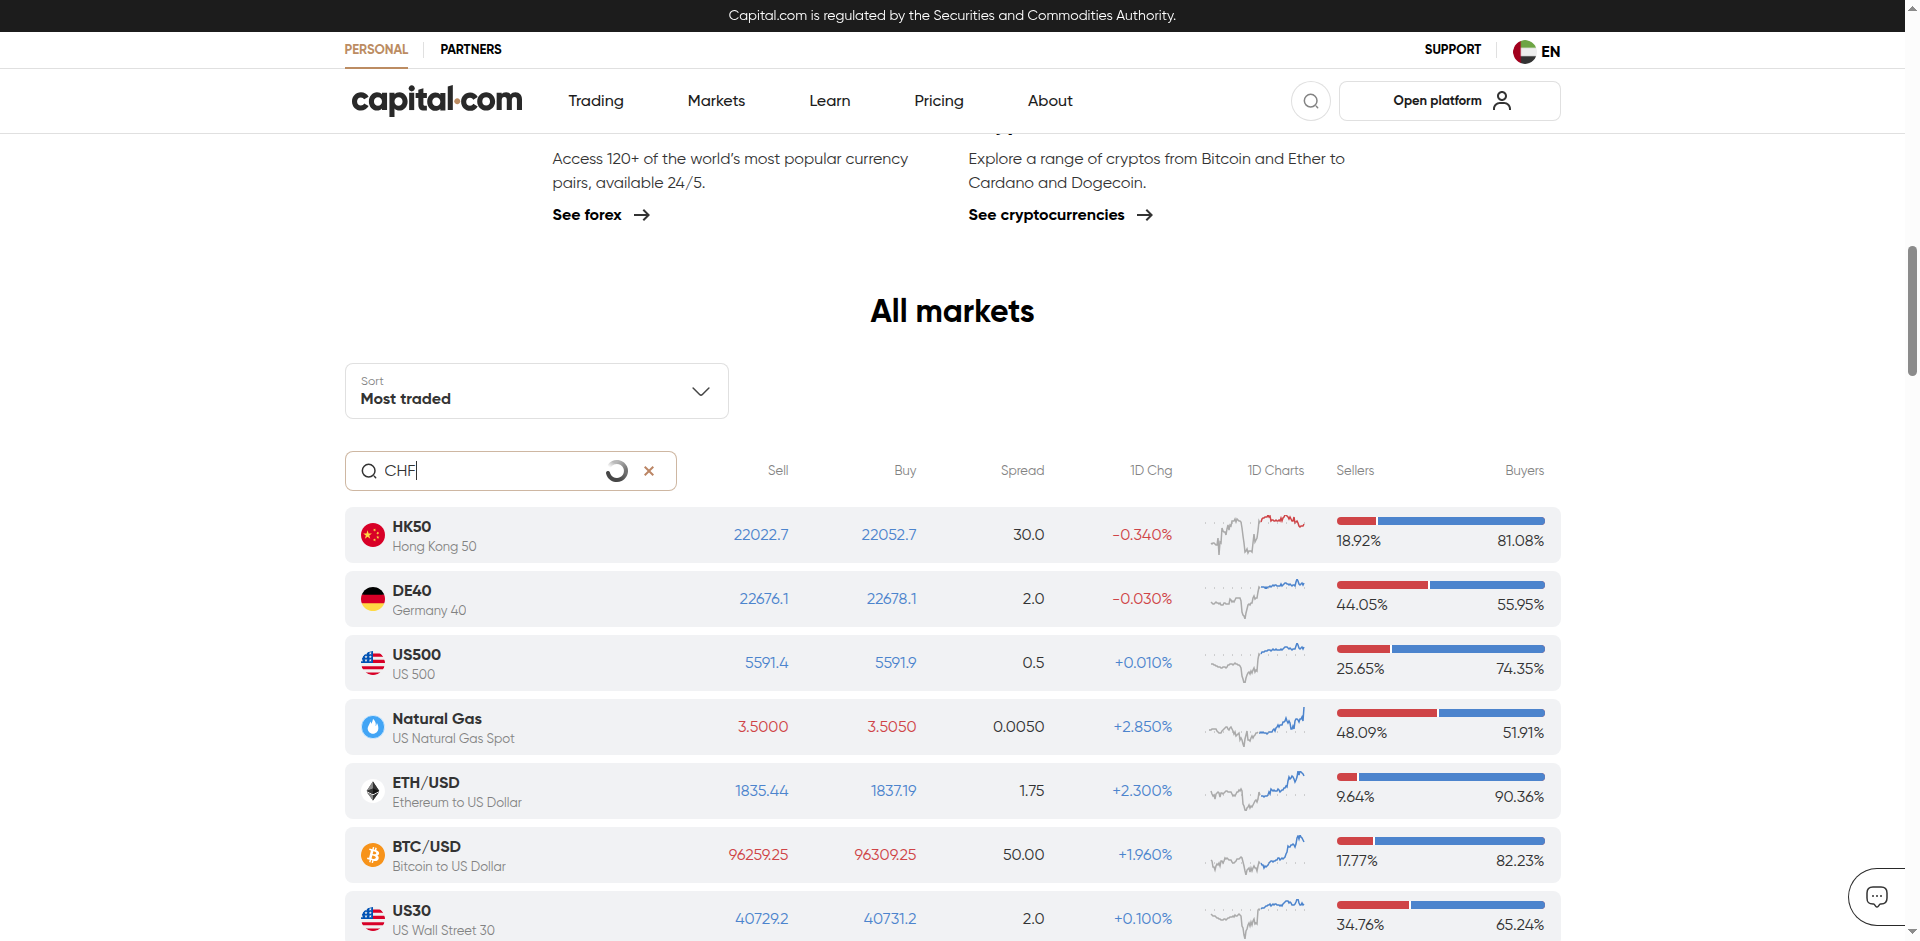 Capital.com is regulated by the Securities and Commodities Authority.
PERSONAL PARTNERS SUPPORT EN
capital.com Trading Markets Learn Pricing About Open platform
Access 120+ of the world's most popular currency
pairs, available 24/5.
See forex
Explore a range of cryptos from Bitcoin and Ether to
Cardano and Dogecoin.
See cryptocurrencies
All markets
Sort
Most traded
CHF Sell Buy Spread 1D Chg 1D Charts Sellers Buyers
HK50
Hong Kong 50
22022.7 22052.7 30.0 -0.340% 18.92% 81.08%
DE40
Germany 40
22676.1 22678.1 2.0 -0.030% 44.05% 55.95%
US500
US 500
5591.4 5591.9 0.5 +0.010% 25.65% 74.35%
Natural Gas
US Natural Gas Spot
3.5000 3.5050 0.0050 +2.850% 48.09% 51.91%
ETH/USD
Ethereum to US Dollar
1835.44 1837.19 1.75 +2.300% 9.64% 90.36%
BTC/USD
Bitcoin to US Dollar
96259.25 96309.25 50.00 +1.960% 17.77% 82.23%
US30
US Wall Street 30
40729.2 40731.2 2.0 +0.100% 34.76% 65.24%